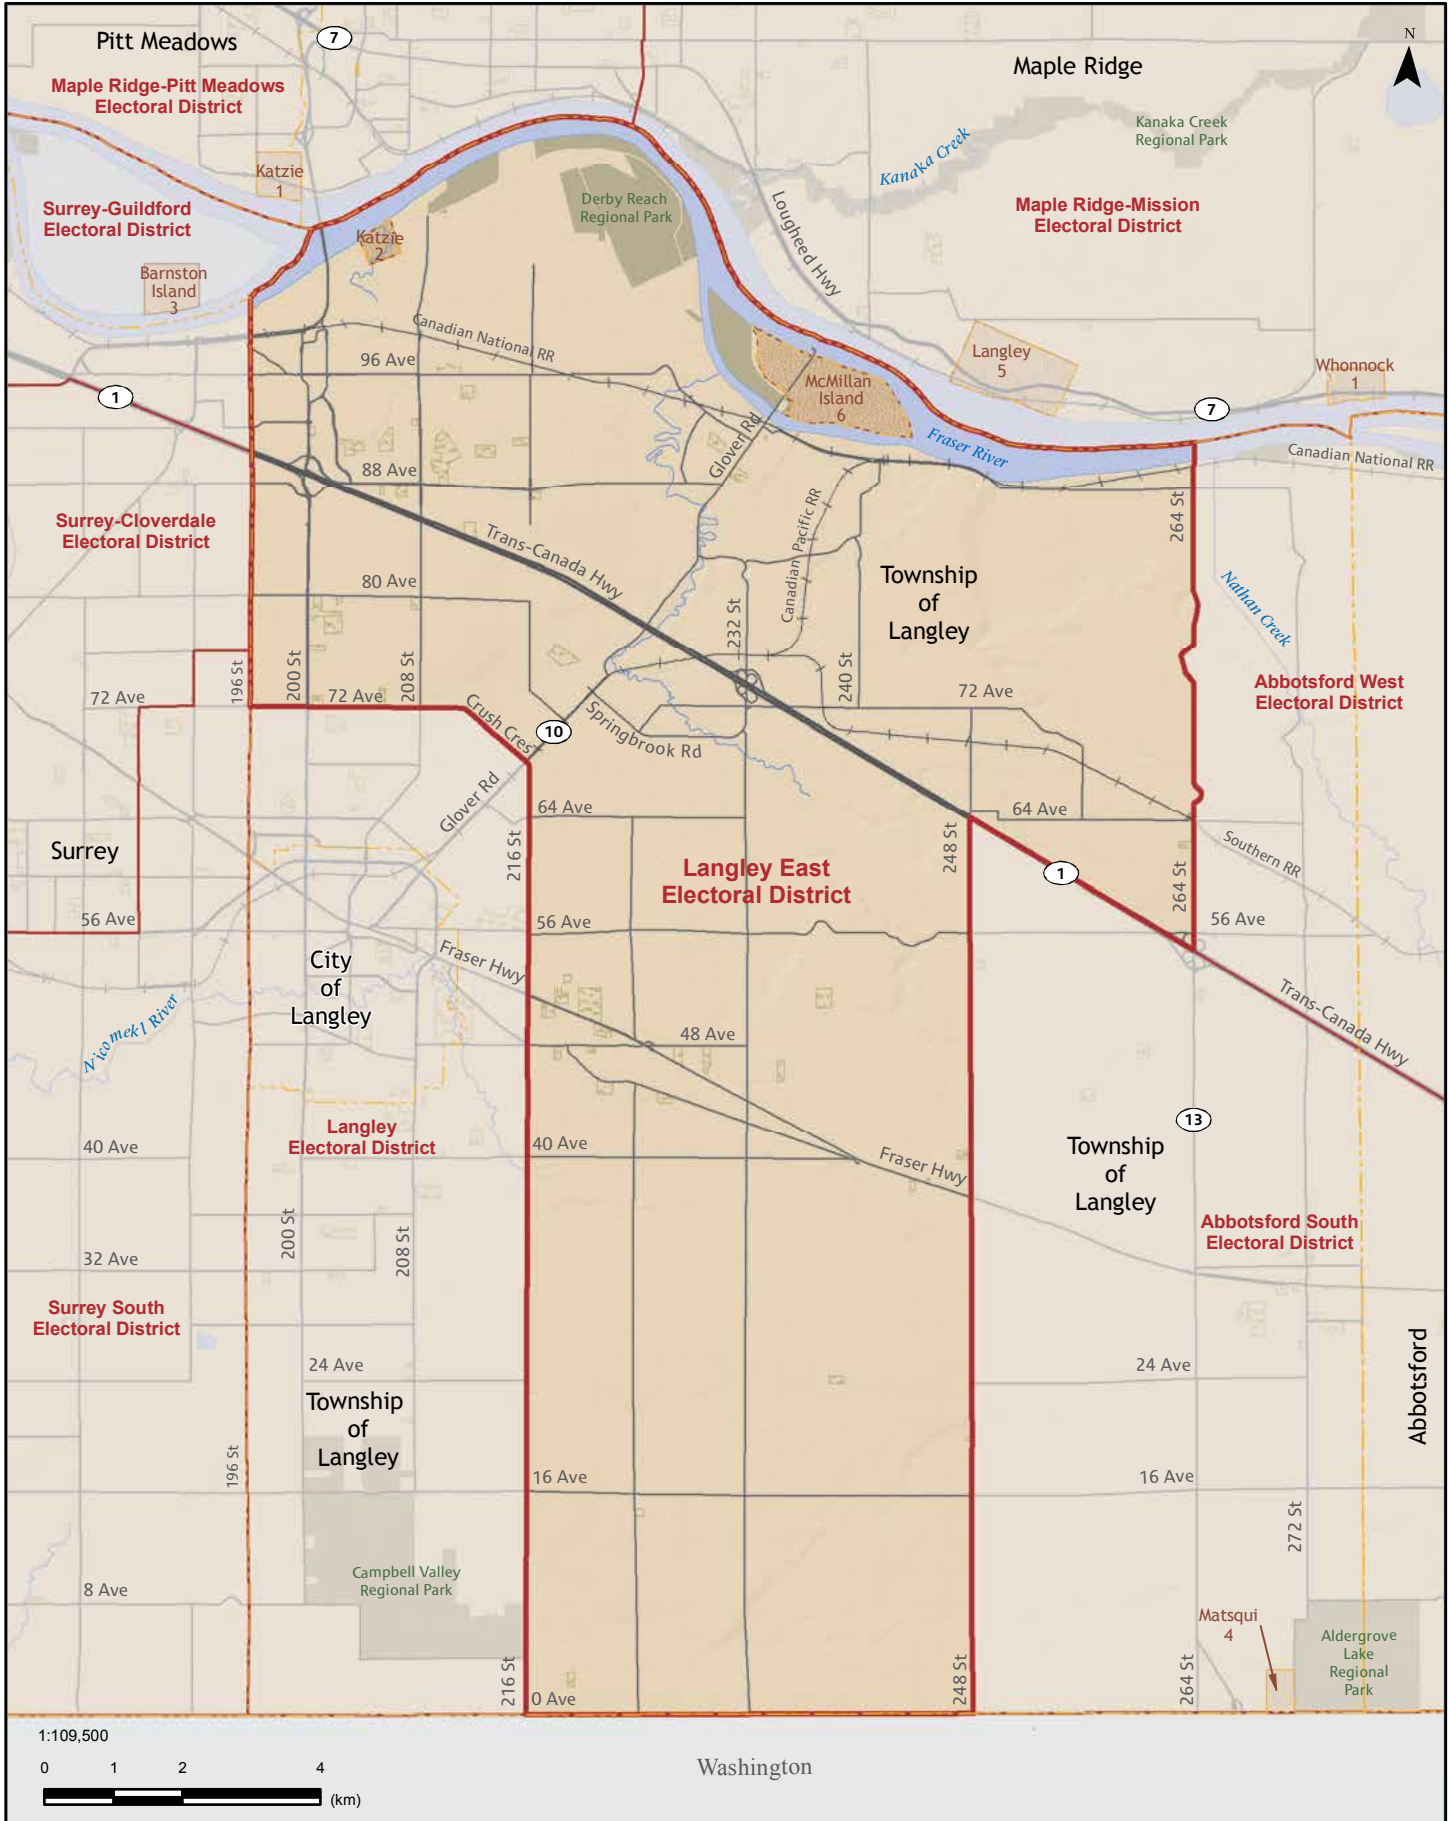 N
Pitt Meadows
7
Maple Ridge
Maple Ridge-Pitt Meadows
Electoral District
Kanaka Creek
Regional Park
Kanaka Creek
Katzie
1
Derby Reach
Regional Park
Lougheed Hwy
Surrey-Guildford
Electoral District
Maple Ridge-Mission
Electoral District
Katzie
2
Barnston
Island
3
Canadian National RR
96 Ave
Langley
5
Whonnock
1
McMillan
Island
6
1
7
Glover Rd
Fraser River
Canadian National RR
88 Ave
Surrey-Cloverdale
Electoral District
Trans-Canada Hwy
Canadian Pacific RR
264 St
80 Ave
Township
of
Langley
232 St
Nathan Creek
196 St
200 St
208 St
240 St
72 Ave
72 Ave
72 Ave
Abbotsford West
Electoral District
Crush Cres
10
Springbrook Rd
Glover Rd
64 Ave
64 Ave
Surrey
216 St
Langley East
Electoral District
248 St
1
264 St
Southern RR
56 Ave
56 Ave
56 Ave
Fraser Hwy
City
of
Langley
Nicomekl River
48 Ave
Trans-Canada Hwy
Langley
Electoral District
40 Ave
40 Ave
Fraser Hwy
13
Township
of
Langley
200 St
208 St
32 Ave
Abbotsford South
Electoral District
Surrey South
Electoral District
24 Ave
24 Ave
Township
of
Langley
Abbotsford
196 St
16 Ave
16 Ave
272 St
Campbell Valley
Regional Park
8 Ave
Matsqui
4
Aldergrove
Lake
Regional
Park
216 St
0 Ave
248 St
264 St
1:109,500
0 1 2 4
(km)
Washington